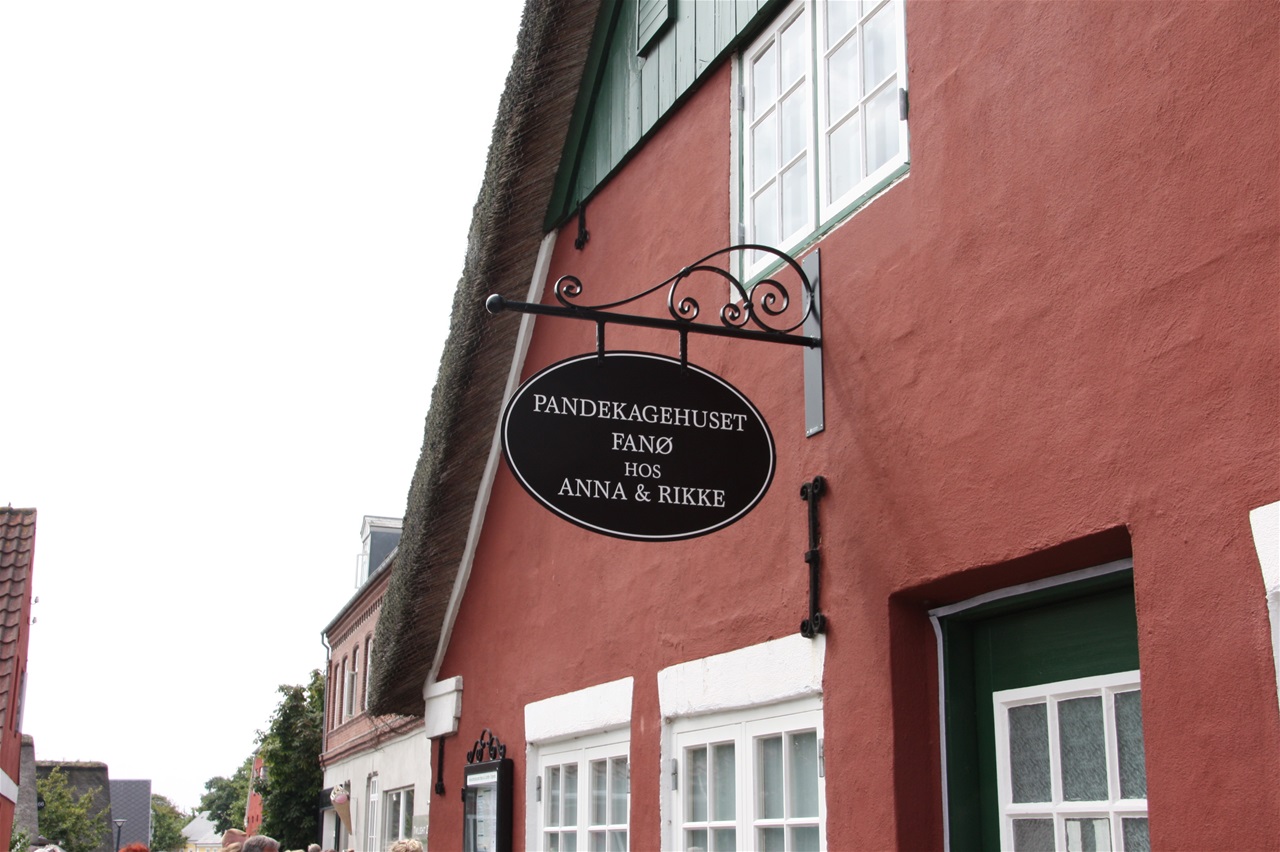 PANDEKAGEHUSET
FANØ
HOS
ANNA & RIKKE